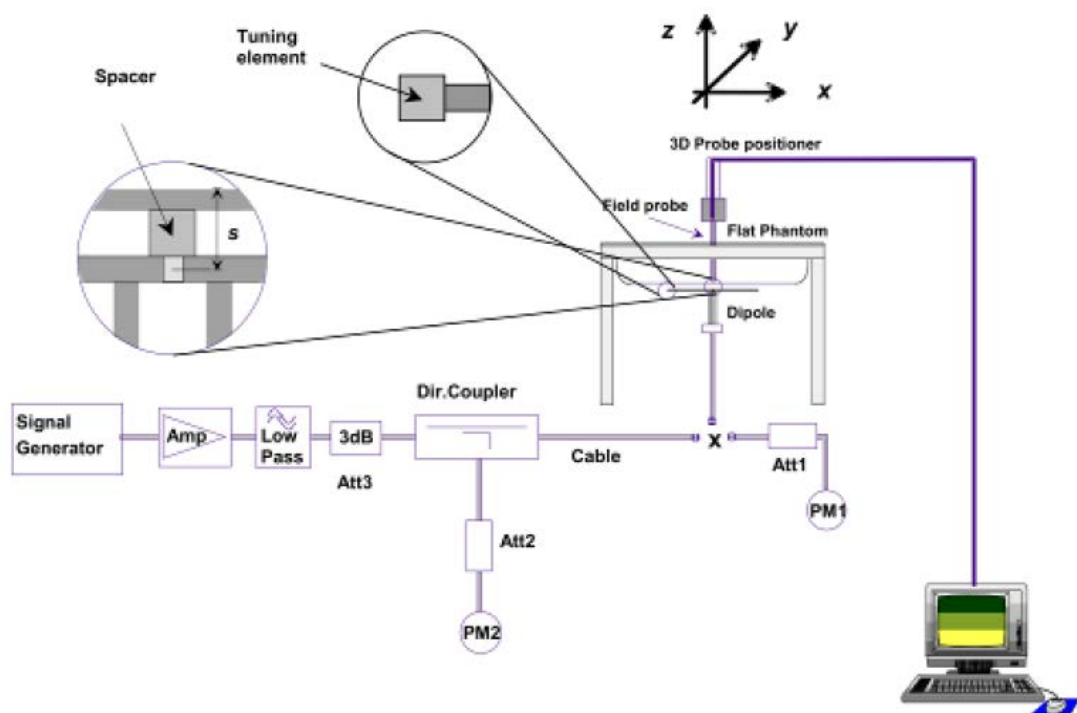 Tuning
element
Spacer
z
y
x
3D Probe positioner
Field probe
Flat Phantom
s
Dipole
Dir.Coupler
Signal
Generator
Amp
Low
Pass
3dB
Att3
Cable
x
Att1
PM1
Att2
PM2